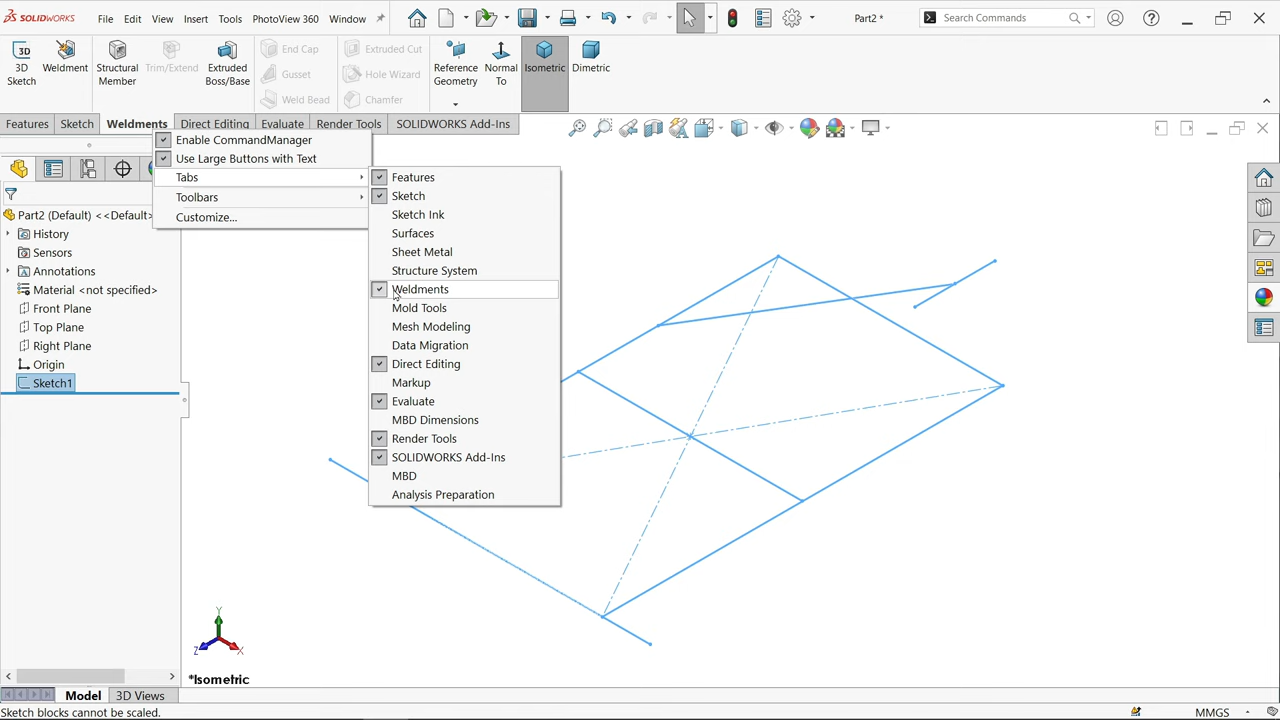 SOLIDWORKS File Edit View Insert Tools PhotoView 360 Window Part2 * Search Commands
3D Sketch
Weldment
Structural Member
Trim/Extend
Extruded Boss/Base
End Cap
Gusset
Weld Bead
Extruded Cut
Hole Wizard
Chamfer
Reference Geometry
Normal To
Isometric
Dimetric
Features Sketch Weldments Direct Editing Evaluate Render Tools SOLIDWORKS Add-Ins
Enable CommandManager
Use Large Buttons with Text
Tabs
Toolbars
Customize...
Features
Sketch
Sketch Ink
Surfaces
Sheet Metal
Structure System
Weldments
Mold Tools
Mesh Modeling
Data Migration
Direct Editing
Markup
Evaluate
MBD Dimensions
Render Tools
SOLIDWORKS Add-Ins
MBD
Analysis Preparation
Part2 (Default) <<Default>
History
Sensors
Annotations
Material <not specified>
Front Plane
Top Plane
Right Plane
Origin
Sketch1
Y
Z X
*Isometric
Model 3D Views
Sketch blocks cannot be scaled. MMGS